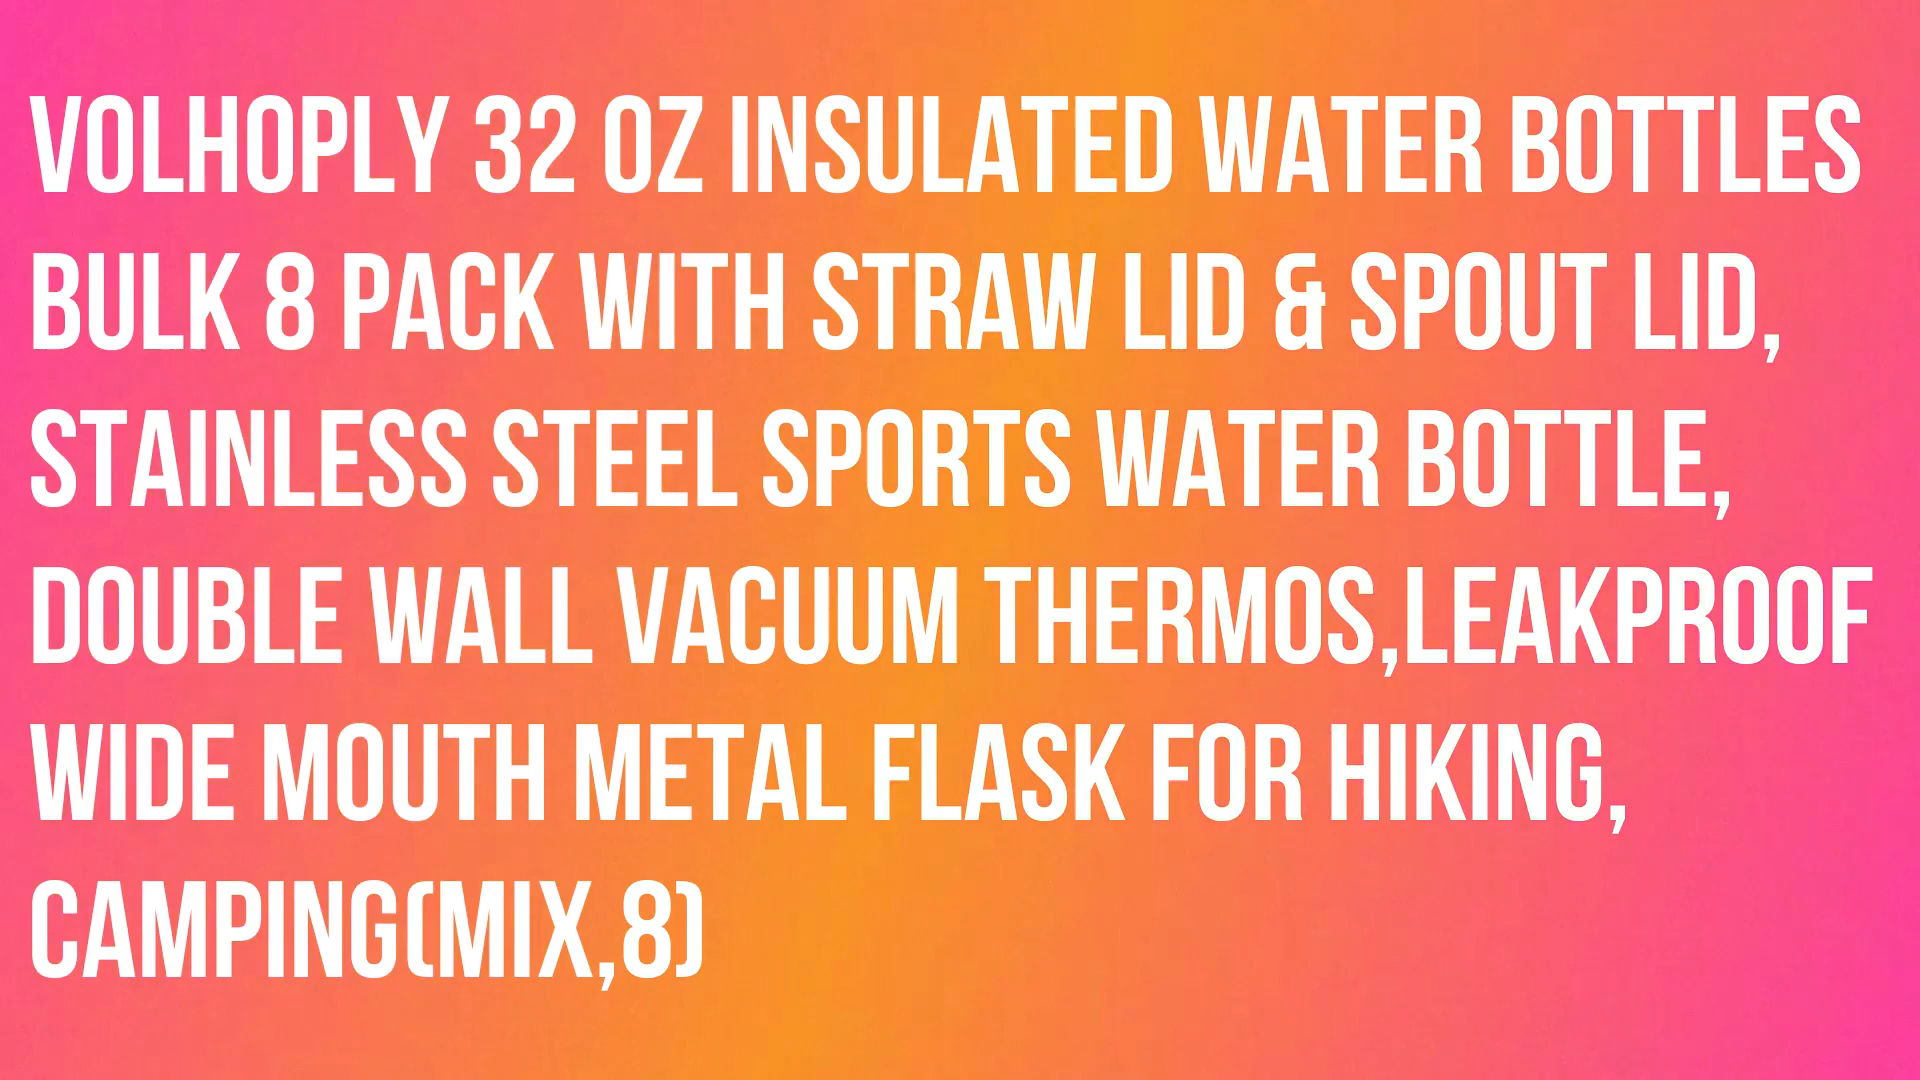 VOLHOPLY 32 OZ INSULATED WATER BOTTLES
BULK 8 PACK WITH STRAW LID & SPOUT LID,
STAINLESS STEEL SPORTS WATER BOTTLE,
DOUBLE WALL VACUUM THERMOS,LEAKPROOF
WIDE MOUTH METAL FLASK FOR HIKING,
CAMPING(MIX,8)